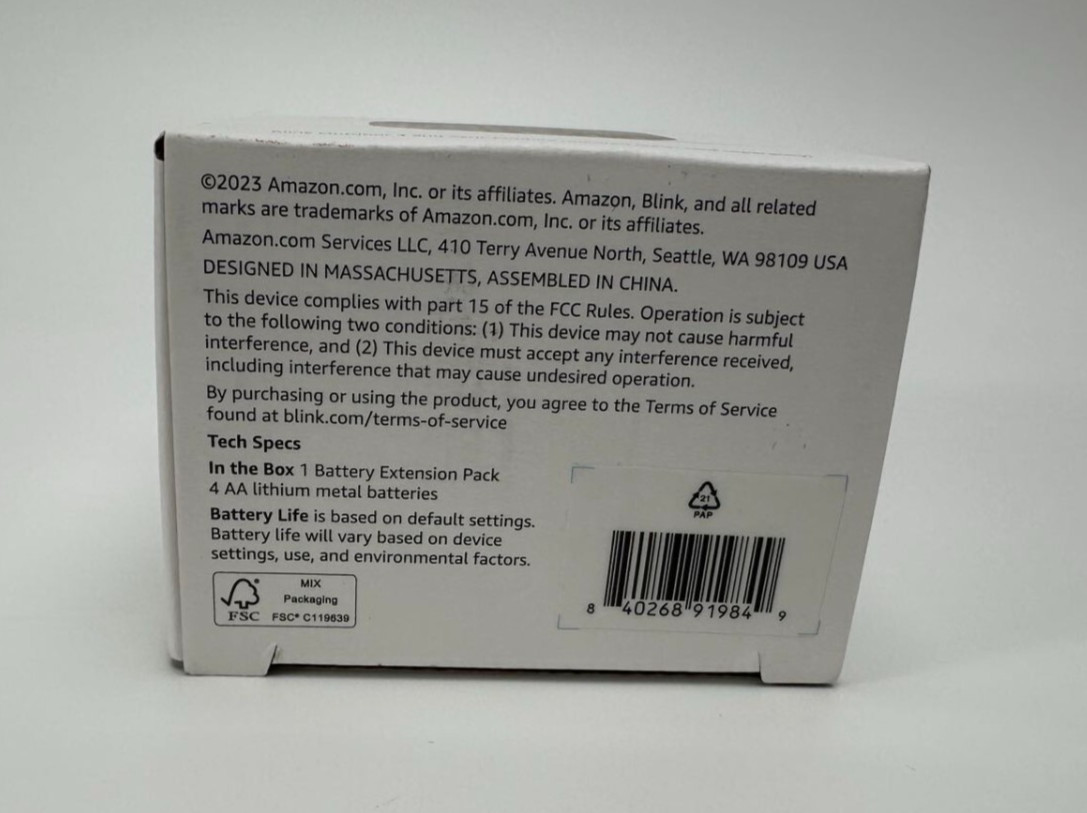 ©2023 Amazon.com, Inc. or its affiliates. Amazon, Blink, and all related
marks are trademarks of Amazon.com, Inc. or its affiliates.
Amazon.com Services LLC, 410 Terry Avenue North, Seattle, WA 98109 USA
DESIGNED IN MASSACHUSETTS, ASSEMBLED IN CHINA.
This device complies with part 15 of the FCC Rules. Operation is subject
to the following two conditions: (1) This device may not cause harmful
interference, and (2) This device must accept any interference received,
including interference that may cause undesired operation.
By purchasing or using the product, you agree to the Terms of Service
found at blink.com/terms-of-service
Tech Specs
In the Box 1 Battery Extension Pack
4 AA lithium metal batteries
Battery Life is based on default settings.
Battery life will vary based on device
settings, use, and environmental factors.
FSC
MIX
Packaging
FSC® C119639
21
PAP
8 40268 91984 9